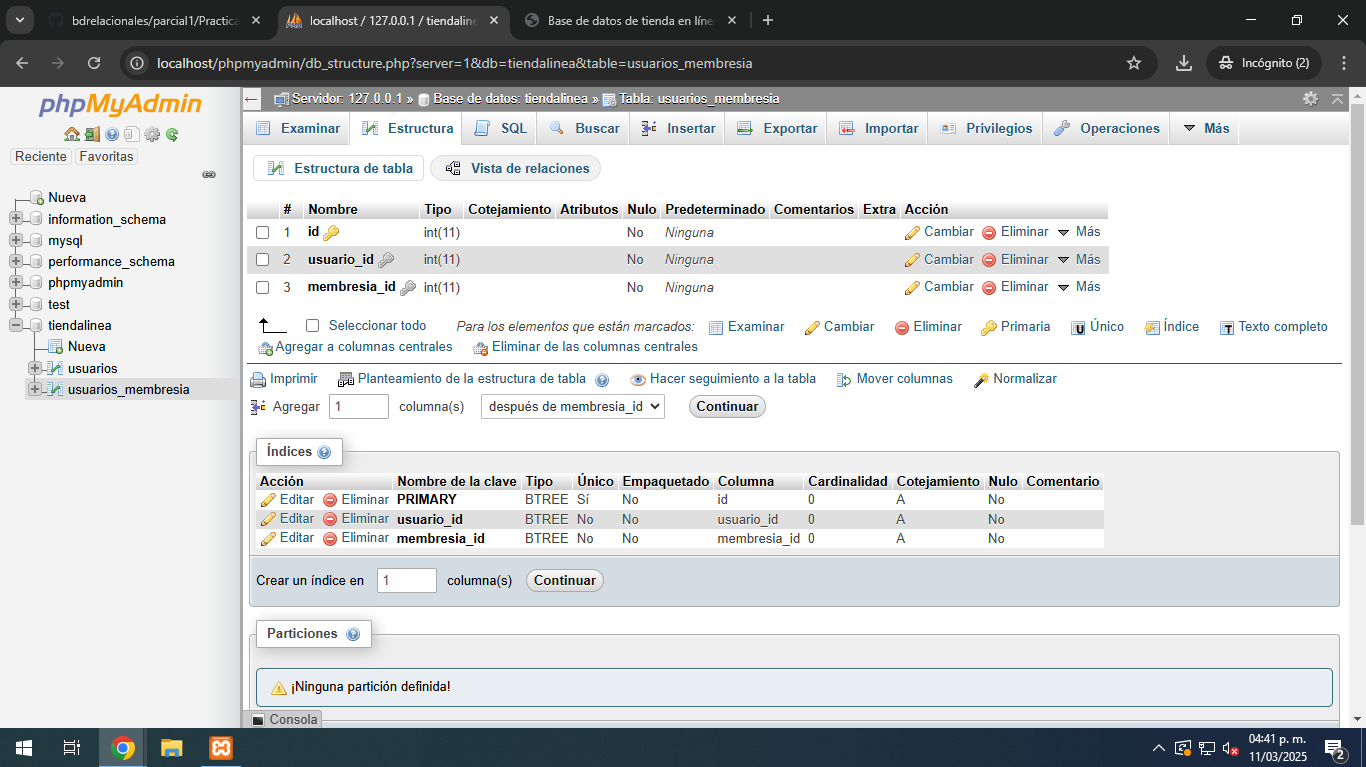 bdrelacionales/parcial1/Practica
localhost / 127.0.0.1 / tiendaline
Base de datos de tienda en líne
localhost/phpmyadmin/db_structure.php?server=1&db=tiendalinea&table=usuarios_membresia
Incógnito (2)
phpMyAdmin
Reciente Favoritas
Nueva
information_schema
mysql
performance_schema
phpmyadmin
test
tiendalinea
Nueva
usuarios
usuarios_membresia
Servidor: 127.0.0.1 » Base de datos: tiendalinea » Tabla: usuarios_membresia
Examinar Estructura SQL Buscar Insertar Exportar Importar Privilegios Operaciones Más
Estructura de tabla Vista de relaciones
# Nombre Tipo Cotejamiento Atributos Nulo Predeterminado Comentarios Extra Acción
1 id int(11) No Ninguna Cambiar Eliminar Más
2 usuario_id int(11) No Ninguna Cambiar Eliminar Más
3 membresia_id int(11) No Ninguna Cambiar Eliminar Más
Seleccionar todo Para los elementos que están marcados: Examinar Cambiar Eliminar Primaria Único Índice Texto completo
Agregar a columnas centrales Eliminar de las columnas centrales
Imprimir Planteamiento de la estructura de tabla Hacer seguimiento a la tabla Mover columnas Normalizar
Agregar 1 columna(s) después de membresia_id Continuar
Índices
Acción Nombre de la clave Tipo Único Empaquetado Columna Cardinalidad Cotejamiento Nulo Comentario
Editar Eliminar PRIMARY BTREE Sí No id 0 A No
Editar Eliminar usuario_id BTREE No No usuario_id 0 A No
Editar Eliminar membresia_id BTREE No No membresia_id 0 A No
Crear un índice en 1 columna(s) Continuar
Particiones
¡Ninguna partición definida!
Consola
04:41 p. m.
11/03/2025
2